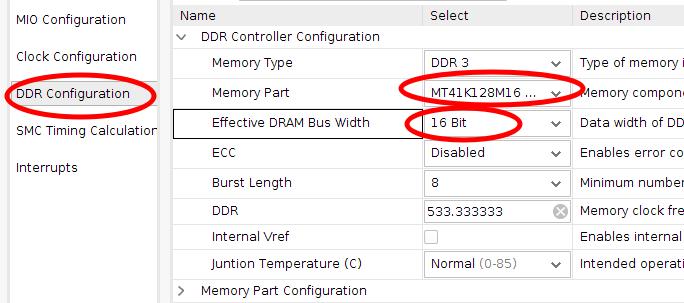 MIO Configuration
Clock Configuration
DDR Configuration
SMC Timing Calculation
Interrupts
Name Select Description
DDR Controller Configuration
Memory Type DDR 3 Type of memory i
Memory Part MT41K128M16 ... Memory compone
Effective DRAM Bus Width 16 Bit Data width of DD
ECC Disabled Enables error co
Burst Length 8 Minimum number
DDR 533.333333 Memory clock fre
Internal Vref Enables internal
Juntion Temperature (C) Normal (0-85) Intended operati
Memory Part Configuration